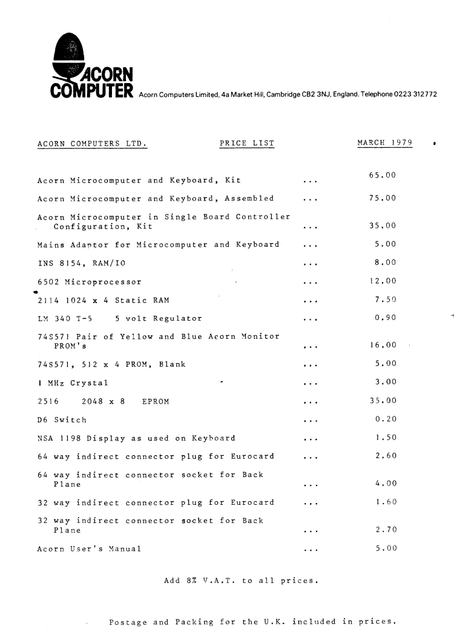 ACORN
COMPUTER Acorn Computers Limited, 4a Market Hill, Cambridge CB2 3NJ, England. Telephone 0223 312772
ACORN COMPUTERS LTD. PRICE LIST MARCH 1979
Acorn Microcomputer and Keyboard, Kit ... 65.00
Acorn Microcomputer and Keyboard, Assembled ... 75.00
Acorn Microcomputer in Single Board Controller
Configuration, Kit ... 35.00
Mains Adaptor for Microcomputer and Keyboard ... 5.00
INS 8154, RAM/IO ... 8.00
6502 Microprocessor ... 12.00
2114 1024 x 4 Static RAM ... 7.50
LM 340 T-5 5 volt Regulator ... 0.90
74S571 Pair of Yellow and Blue Acorn Monitor
PROM's ... 16.00
74S571, 512 x 4 PROM, Blank ... 5.00
1 MHz Crystal ... 3.00
2516 2048 x 8 EPROM ... 35.00
D6 Switch ... 0.20
NSA 1198 Display as used on Keyboard ... 1.50
64 way indirect connector plug for Eurocard ... 2.60
64 way indirect connector socket for Back
Plane ... 4.00
32 way indirect connector plug for Eurocard ... 1.60
32 way indirect connector socket for Back
Plane ... 2.70
Acorn User's Manual ... 5.00
Add 8% V.A.T. to all prices.
Postage and Packing for the U.K. included in prices.